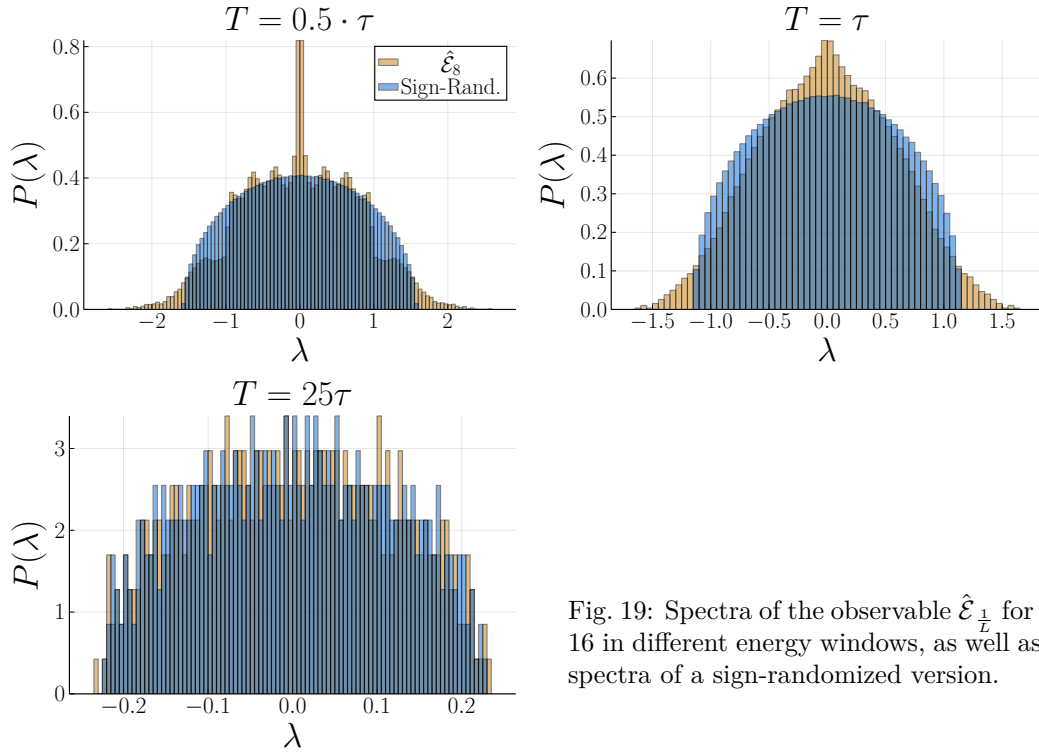 T = 0.5 · τ
0.8
0.6
0.4
0.2
0.0
P(λ)
−2 −1 0 1 2
λ
Ê₈
Sign-Rand.
T = τ
0.6
0.5
0.4
0.3
0.2
0.1
0.0
P(λ)
−1.5 −1.0 −0.5 0.0 0.5 1.0 1.5
λ
T = 25τ
3
2
1
0
P(λ)
−0.2 −0.1 0.0 0.1 0.2
λ
Fig. 19: Spectra of the observable Ê_{1/L} for
16 in different energy windows, as well as
spectra of a sign-randomized version.